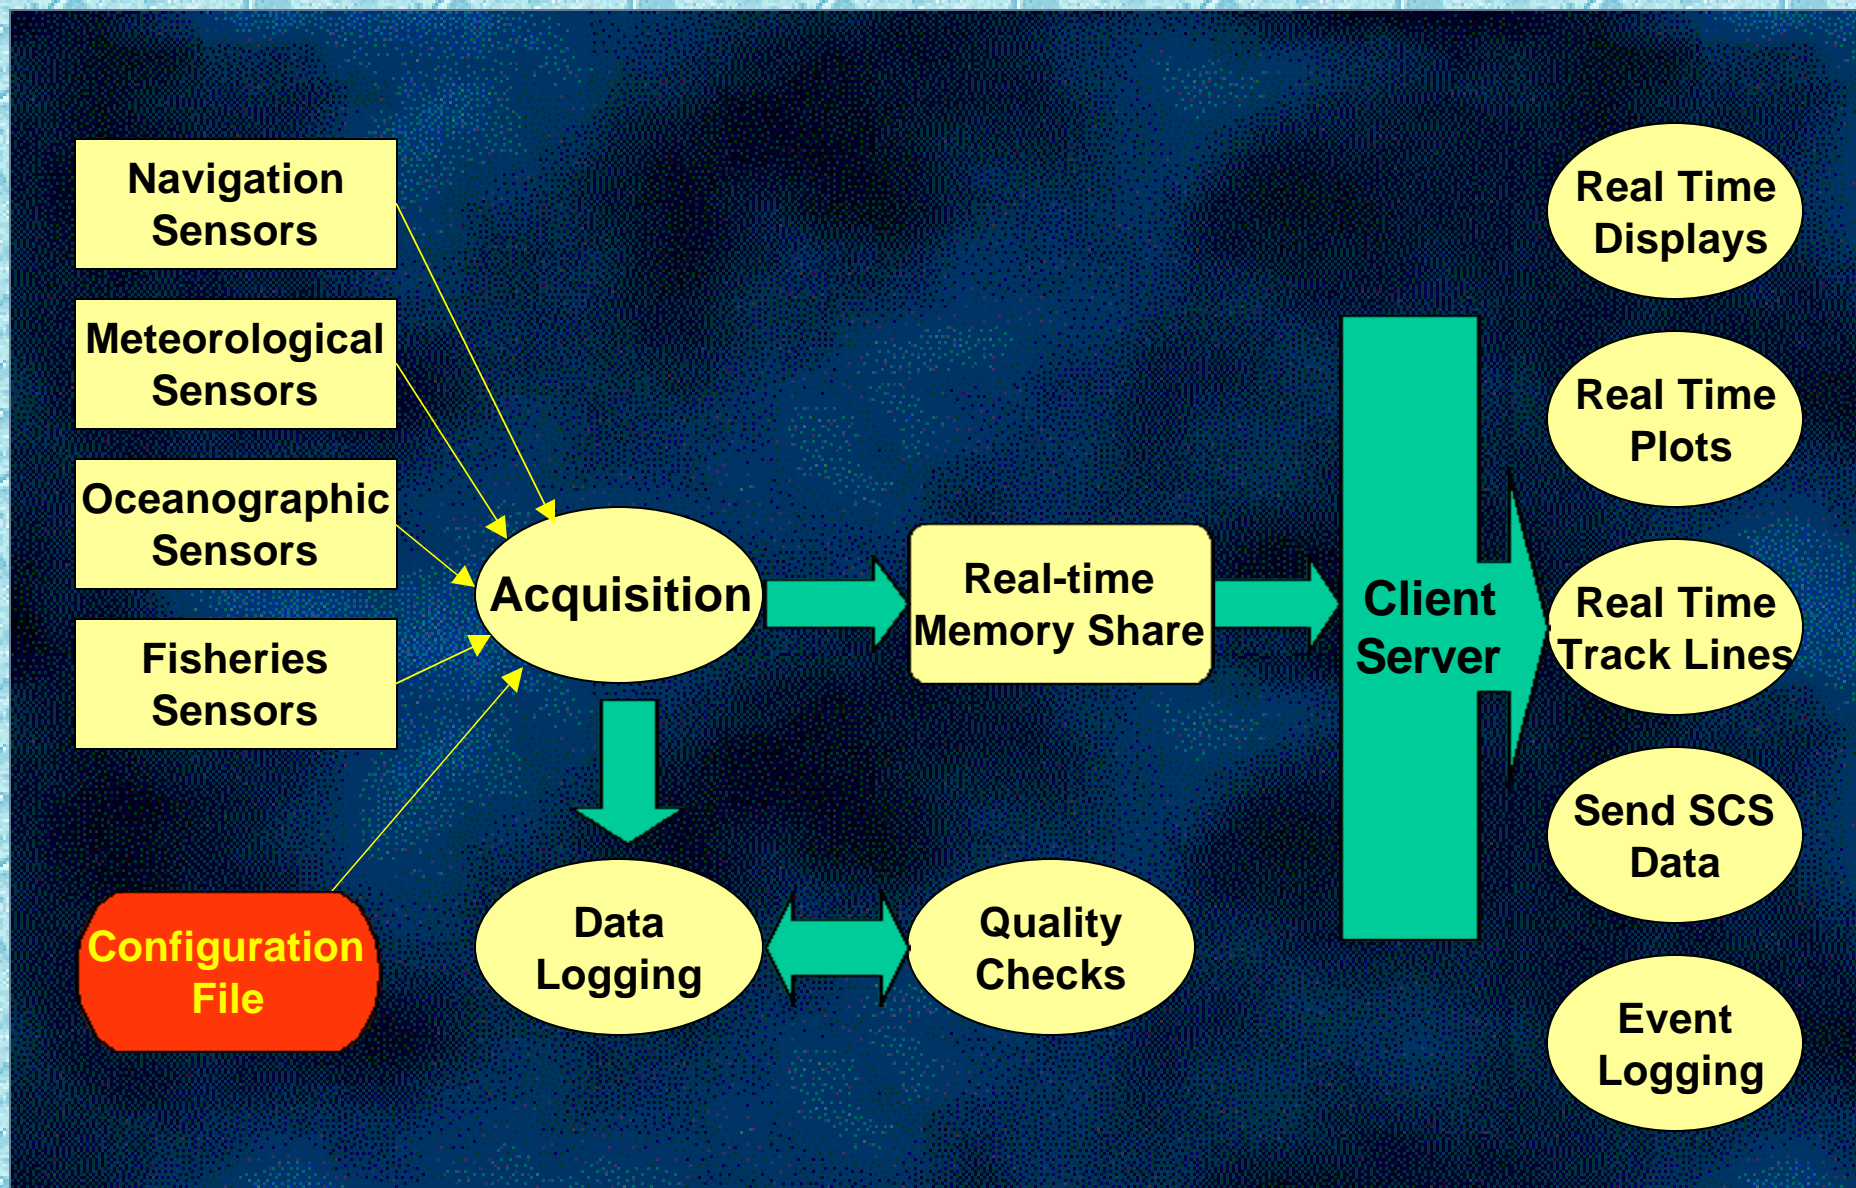 Navigation
Sensors
Meteorological
Sensors
Oceanographic
Sensors
Fisheries
Sensors
Configuration
File
Acquisition
Data
Logging
Quality
Checks
Real-time
Memory Share
Client
Server
Real Time
Displays
Real Time
Plots
Real Time
Track Lines
Send SCS
Data
Event
Logging